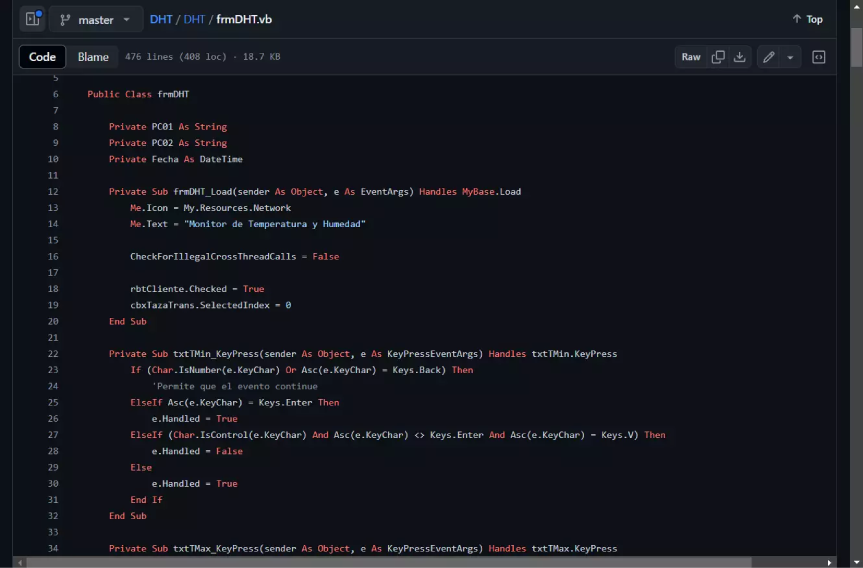 master DHT / DHT / frmDHT.vb Top
Code Blame 476 lines (408 loc) · 18.7 KB Raw
5
6 Public Class frmDHT
7
8 Private PC01 As String
9 Private PC02 As String
10 Private Fecha As DateTime
11
12 Private Sub frmDHT_Load(sender As Object, e As EventArgs) Handles MyBase.Load
13 Me.Icon = My.Resources.Network
14 Me.Text = "Monitor de Temperatura y Humedad"
15
16 CheckForIllegalCrossThreadCalls = False
17
18 rbtCliente.Checked = True
19 cbxTazaTrans.SelectedIndex = 0
20 End Sub
21
22 Private Sub txtTMin_KeyPress(sender As Object, e As KeyPressEventArgs) Handles txtTMin.KeyPress
23 If (Char.IsNumber(e.KeyChar) Or Asc(e.KeyChar) = Keys.Back) Then
24 'Permite que el evento continue
25 ElseIf Asc(e.KeyChar) = Keys.Enter Then
26 e.Handled = True
27 ElseIf (Char.IsControl(e.KeyChar) And Asc(e.KeyChar) <> Keys.Enter And Asc(e.KeyChar) = Keys.V) Then
28 e.Handled = False
29 Else
30 e.Handled = True
31 End If
32 End Sub
33
34 Private Sub txtTMax_KeyPress(sender As Object, e As KeyPressEventArgs) Handles txtTMax.KeyPress